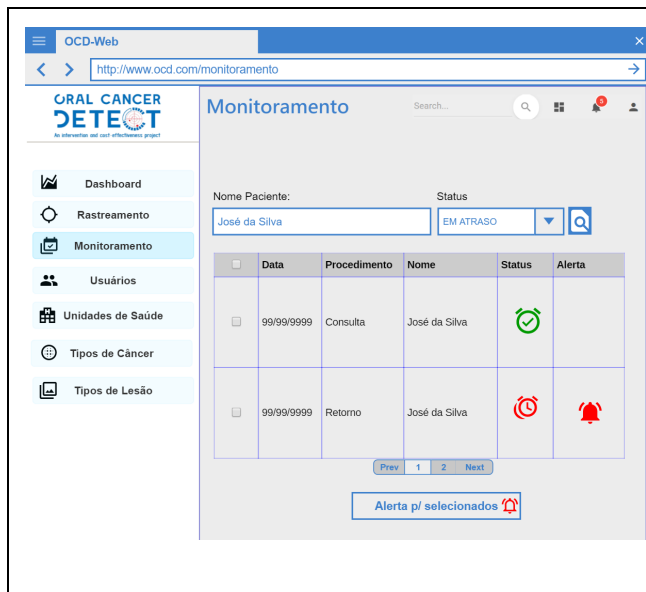 OCD-Web
http://www.ocd.com/monitoramento
ORAL CANCER
DETECT
An intervention and cost-effectiveness project
Monitoramento
Search...
5
Dashboard
Rastreamento
Monitoramento
Usuários
Unidades de Saúde
Tipos de Câncer
Tipos de Lesão
Nome Paciente:
Status
José da Silva
EM ATRASO
Data Procedimento Nome Status Alerta
99/99/9999 Consulta José da Silva
99/99/9999 Retorno José da Silva
Prev 1 2 Next
Alerta p/ selecionados